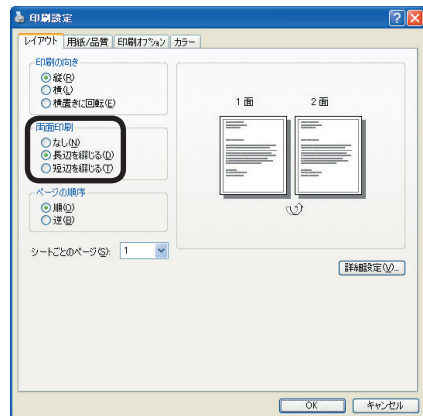 印刷設定
レイアウト 用紙/品質 印刷オプション カラー
印刷の向き
縦(R)
横(L)
横置きに回転(E)
両面印刷
なし(N)
長辺を綴じる(D)
短辺を綴じる(T)
ページの順序
順(O)
逆(B)
シートごとのページ(S): 1
1 面 2 面
詳細設定(V)...
OK キャンセル